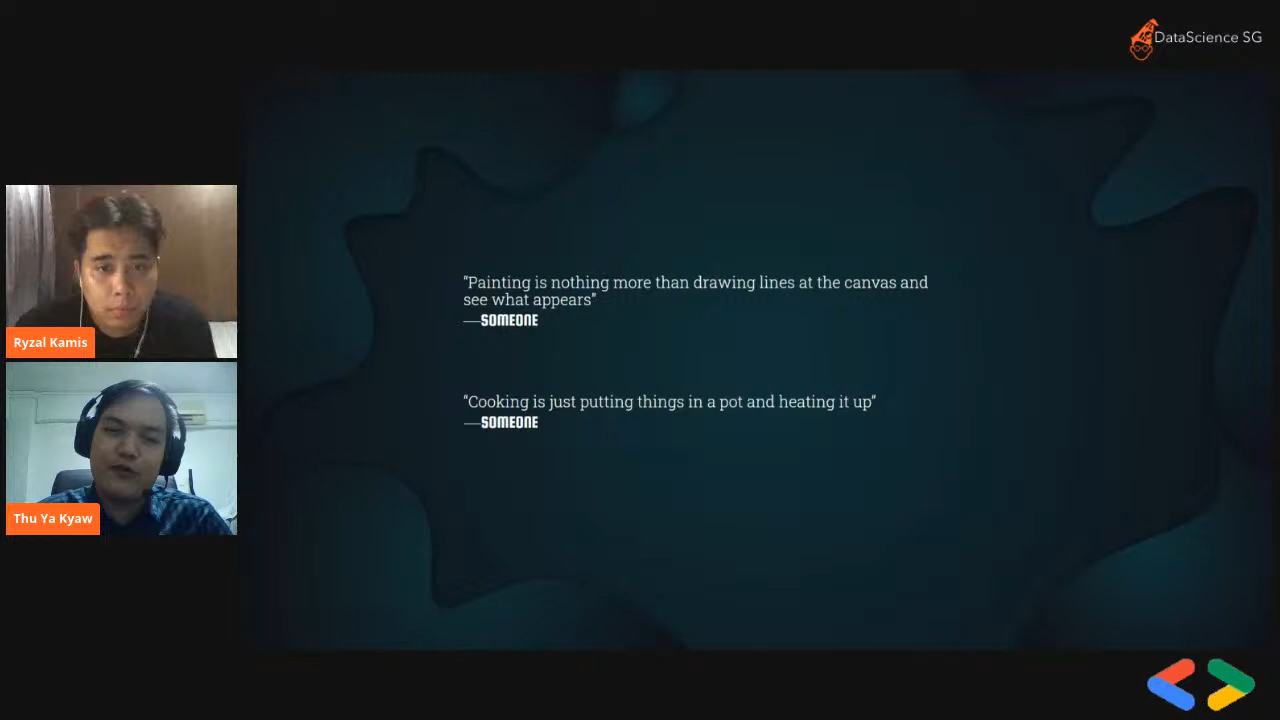 DataScience SG
“Painting is nothing more than drawing lines at the canvas and
see what appears”
—SOMEONE
Ryzal Kamis
“Cooking is just putting things in a pot and heating it up”
—SOMEONE
Thu Ya Kyaw